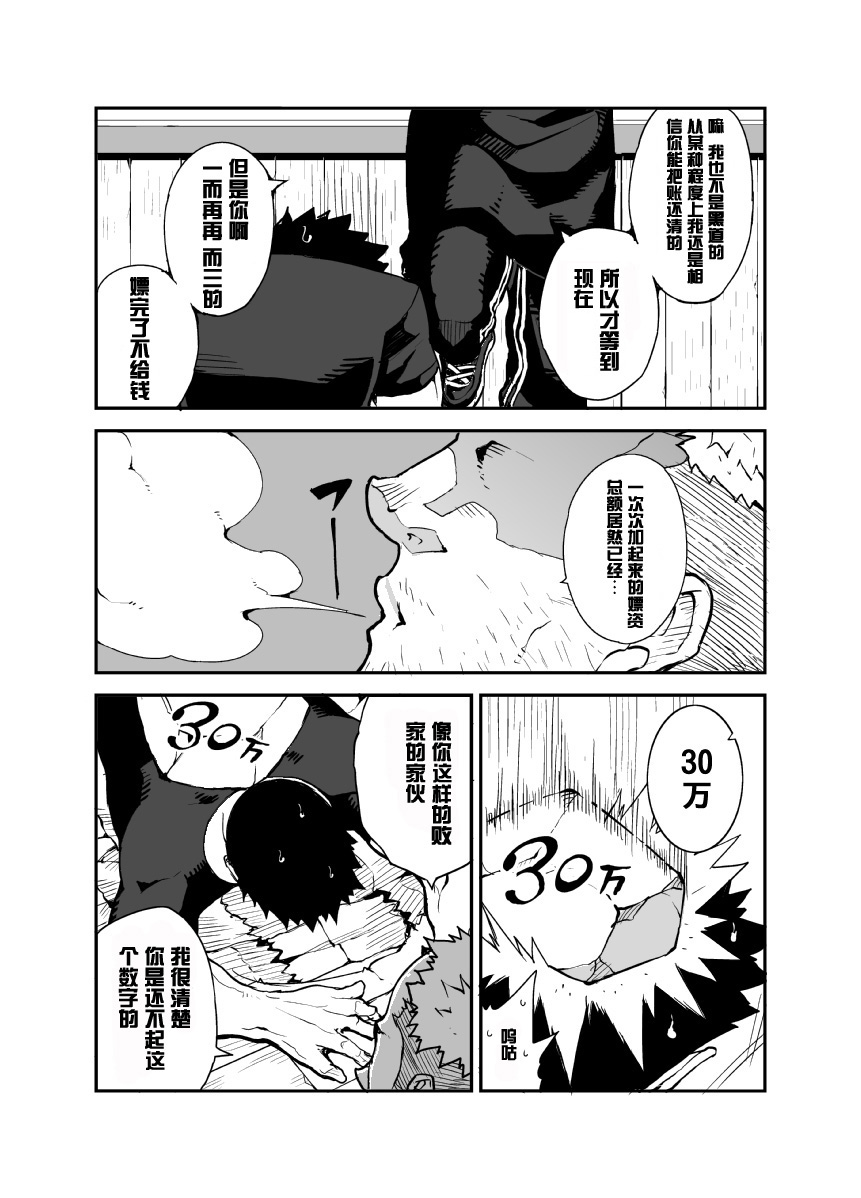 嘛 我也不是黑道的
从某种程度上我还是相
信你能把账还清的
所以才等到
现在
但是你啊
一而再再 而三的
嫖完了不给钱
一次次加起来的嫖资
总额居然已经…
フー
30
万
30万
呜咕
像你这样的败
家的家伙
30万
我很清楚
你是还不起这
个数字的